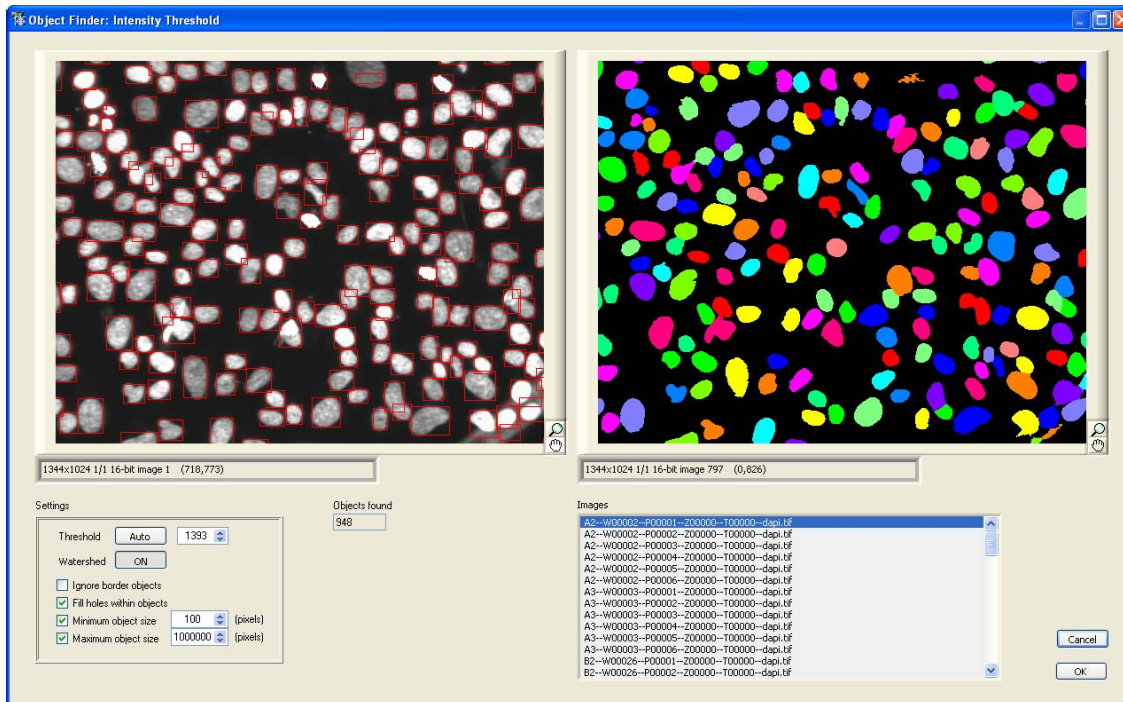 Object Finder: Intensity Threshold
1344x1024 1/1 16-bit image 1 (718,773)
1344x1024 1/1 16-bit image 797 (0,826)
Settings
Objects found
948
Threshold Auto 1393
Watershed ON
Ignore border objects
Fill holes within objects
Minimum object size 100 (pixels)
Maximum object size 1000000 (pixels)
Images
A2--W00002--P00001--Z00000--T00000--dapi.tif
A2--W00002--P00002--Z00000--T00000--dapi.tif
A2--W00002--P00003--Z00000--T00000--dapi.tif
A2--W00002--P00004--Z00000--T00000--dapi.tif
A2--W00002--P00005--Z00000--T00000--dapi.tif
A2--W00002--P00006--Z00000--T00000--dapi.tif
A3--W00003--P00001--Z00000--T00000--dapi.tif
A3--W00003--P00002--Z00000--T00000--dapi.tif
A3--W00003--P00003--Z00000--T00000--dapi.tif
A3--W00003--P00004--Z00000--T00000--dapi.tif
A3--W00003--P00005--Z00000--T00000--dapi.tif
A3--W00003--P00006--Z00000--T00000--dapi.tif
B2--W00026--P00001--Z00000--T00000--dapi.tif
B2--W00026--P00002--Z00000--T00000--dapi.tif
Cancel
OK